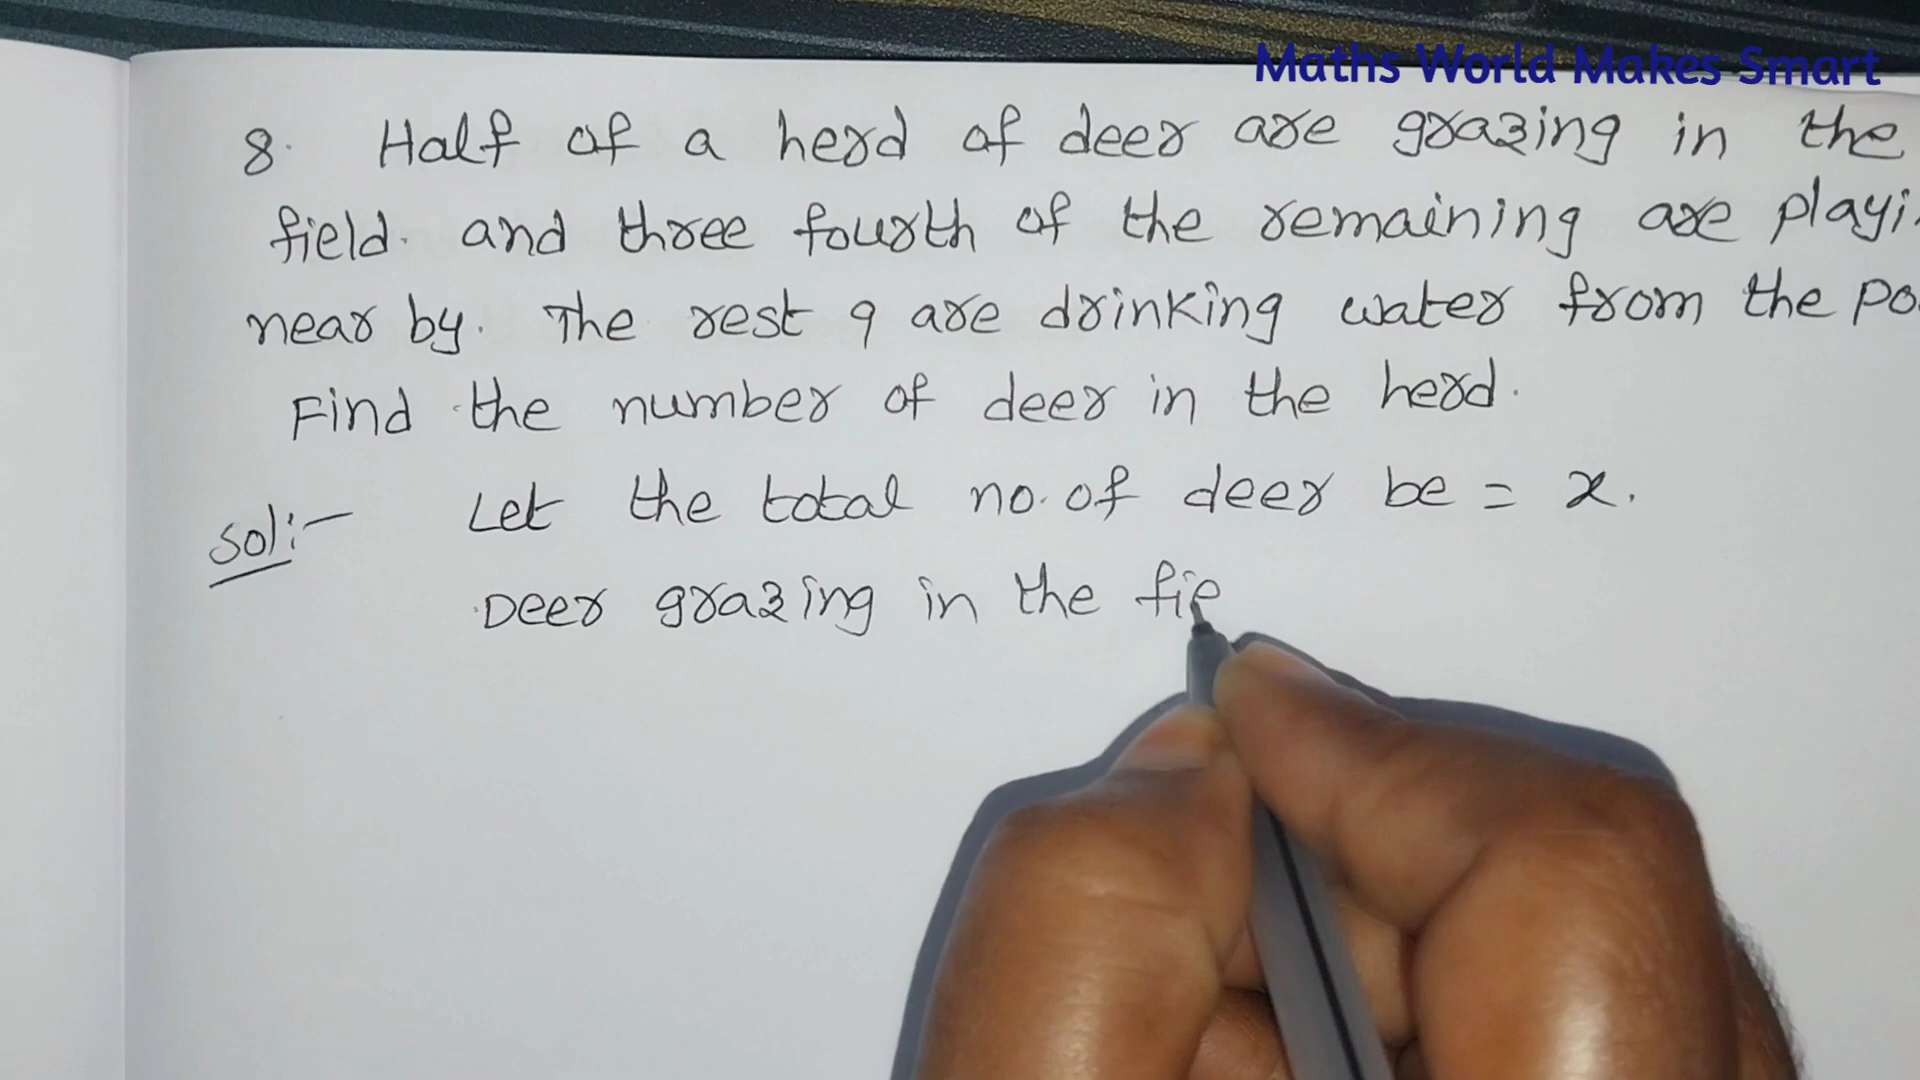 Maths World Makes Smart
8. Half of a herd of deer are grazing in the
field. and three fourth of the remaining are playi
near by. The rest 9 are drinking water from the po
Find the number of deer in the herd.
sol:- Let the total no. of deer be = x.
Deer grazing in the fie